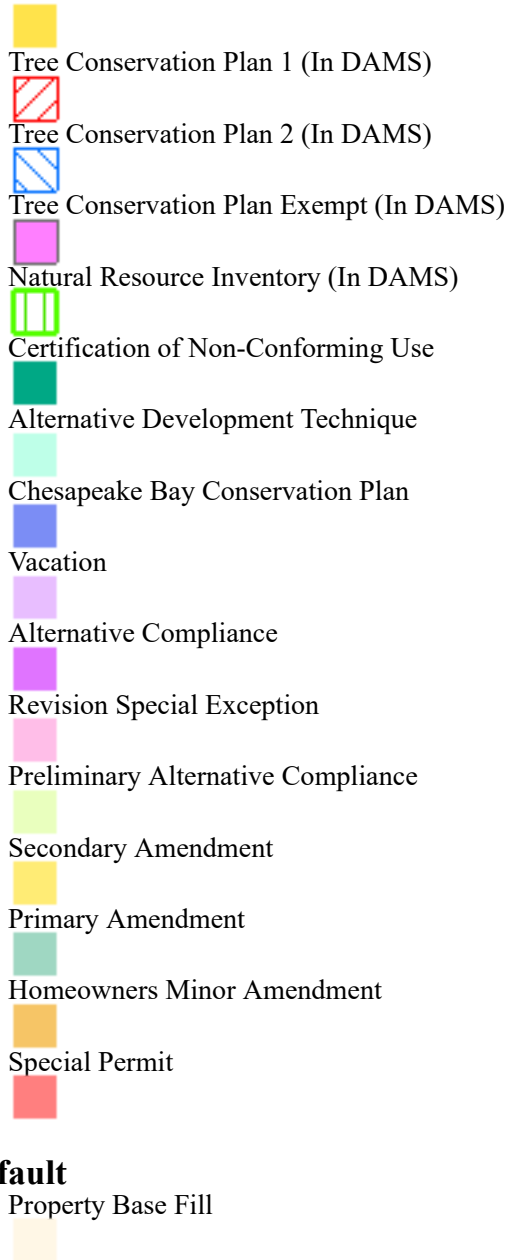 Tree Conservation Plan 1 (In DAMS)
Tree Conservation Plan 2 (In DAMS)
Tree Conservation Plan Exempt (In DAMS)
Natural Resource Inventory (In DAMS)
Certification of Non-Conforming Use
Alternative Development Technique
Chesapeake Bay Conservation Plan
Vacation
Alternative Compliance
Revision Special Exception
Preliminary Alternative Compliance
Secondary Amendment
Primary Amendment
Homeowners Minor Amendment
Special Permit
fault
Property Base Fill